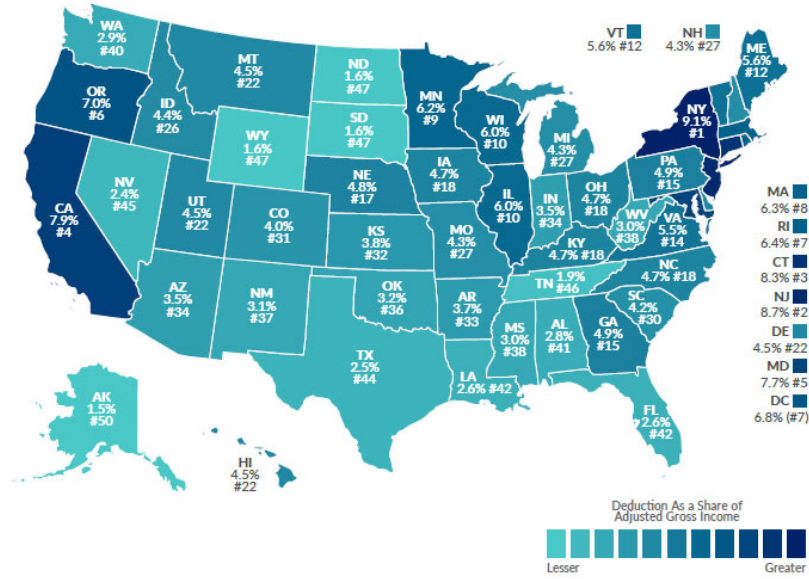 WA
2.9%
#40
MT
4.5%
#22
ND
1.6%
#47
MN
6.2%
#9
VT
5.6% #12
NH
4.3% #27
ME
5.6%
#12
OR
7.0%
#6
ID
4.4%
#26
WY
1.6%
#47
SD
1.6%
#47
WI
6.0%
#10
MI
4.3%
#27
NY
9.1%
#1
CA
7.9%
#4
NV
2.4%
#45
UT
4.5%
#22
CO
4.0%
#31
NE
4.8%
#17
IA
4.7%
#18
IL
6.0%
#10
IN
3.5%
#34
OH
4.7%
#18
PA
4.9%
#15
WV
3.0%
#38
VA
5.5%
#14
KS
3.8%
#32
MO
4.3%
#27
KY
4.7% #18
NC
4.7% #18
AZ
3.5%
#34
NM
3.1%
#37
OK
3.2%
#36
AR
3.7%
#33
TN 1.9%
#46
SC
4.2%
#30
TX
2.5%
#44
LA
2.6% #42
MS
3.0%
#38
AL
2.8%
#41
GA
4.9%
#15
FL
2.6%
#42
AK
1.5%
#50
HI
4.5%
#22
MA
6.3% #8
RI
6.4% #7
CT
8.3% #3
NJ
8.7% #2
DE
4.5% #22
MD
7.7% #5
DC
6.8% (#7)
Deduction As a Share of
Adjusted Gross Income
Lesser
Greater